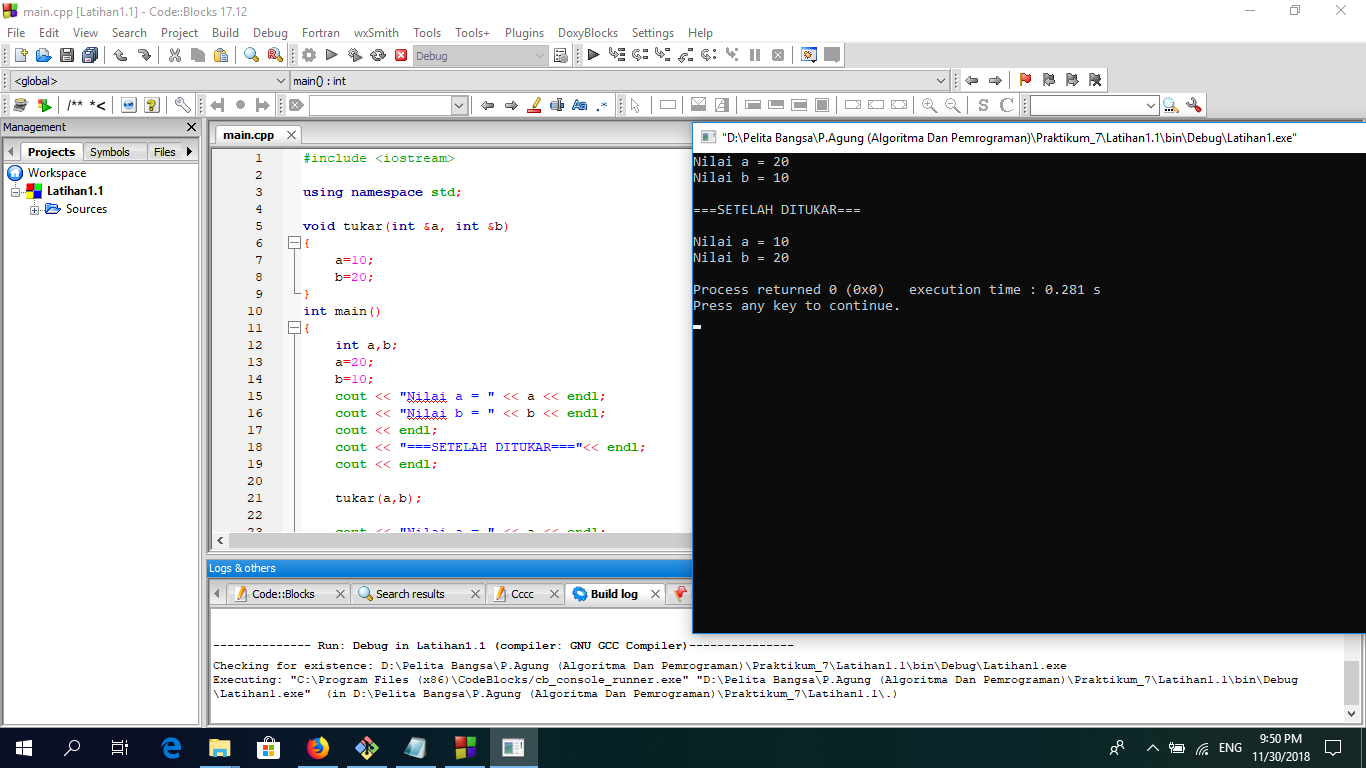 main.cpp [Latihan1.1] - Code::Blocks 17.12
File Edit View Search Project Build Debug Fortran wxSmith Tools Tools+ Plugins DoxyBlocks Settings Help
Debug
<global> main() : int
/** *<
Aa .*
S C
Management
Projects Symbols Files
Workspace
Latihan1.1
Sources
main.cpp
1 #include <iostream>
2
3 using namespace std;
4
5 void tukar(int &a, int &b)
6 {
7 a=10;
8 b=20;
9 }
10 int main()
11 {
12 int a,b;
13 a=20;
14 b=10;
15 cout << "Nilai a = " << a << endl;
16 cout << "Nilai b = " << b << endl;
17 cout << endl;
18 cout << "===SETELAH DITUKAR==="<< endl;
19 cout << endl;
20
21 tukar(a,b);
22
23 cout << "Nilai a = " << a << endl;
"D:\Pelita Bangsa\P.Agung (Algoritma Dan Pemrograman)\Praktikum_7\Latihan1.1\bin\Debug\Latihan1.exe"
Nilai a = 20
Nilai b = 10
===SETELAH DITUKAR===
Nilai a = 10
Nilai b = 20
Process returned 0 (0x0) execution time : 0.281 s
Press any key to continue.
Logs & others
Code::Blocks Search results Cccc Build log
-------------- Run: Debug in Latihan1.1 (compiler: GNU GCC Compiler)---------------
Checking for existence: D:\Pelita Bangsa\P.Agung (Algoritma Dan Pemrograman)\Praktikum_7\Latihan1.1\bin\Debug\Latihan1.exe
Executing: "C:\Program Files (x86)\CodeBlocks/cb_console_runner.exe" "D:\Pelita Bangsa\P.Agung (Algoritma Dan Pemrograman)\Praktikum_7\Latihan1.1\bin\Debug
\Latihan1.exe" (in D:\Pelita Bangsa\P.Agung (Algoritma Dan Pemrograman)\Praktikum_7\Latihan1.1\.)
ENG
9:50 PM
11/30/2018